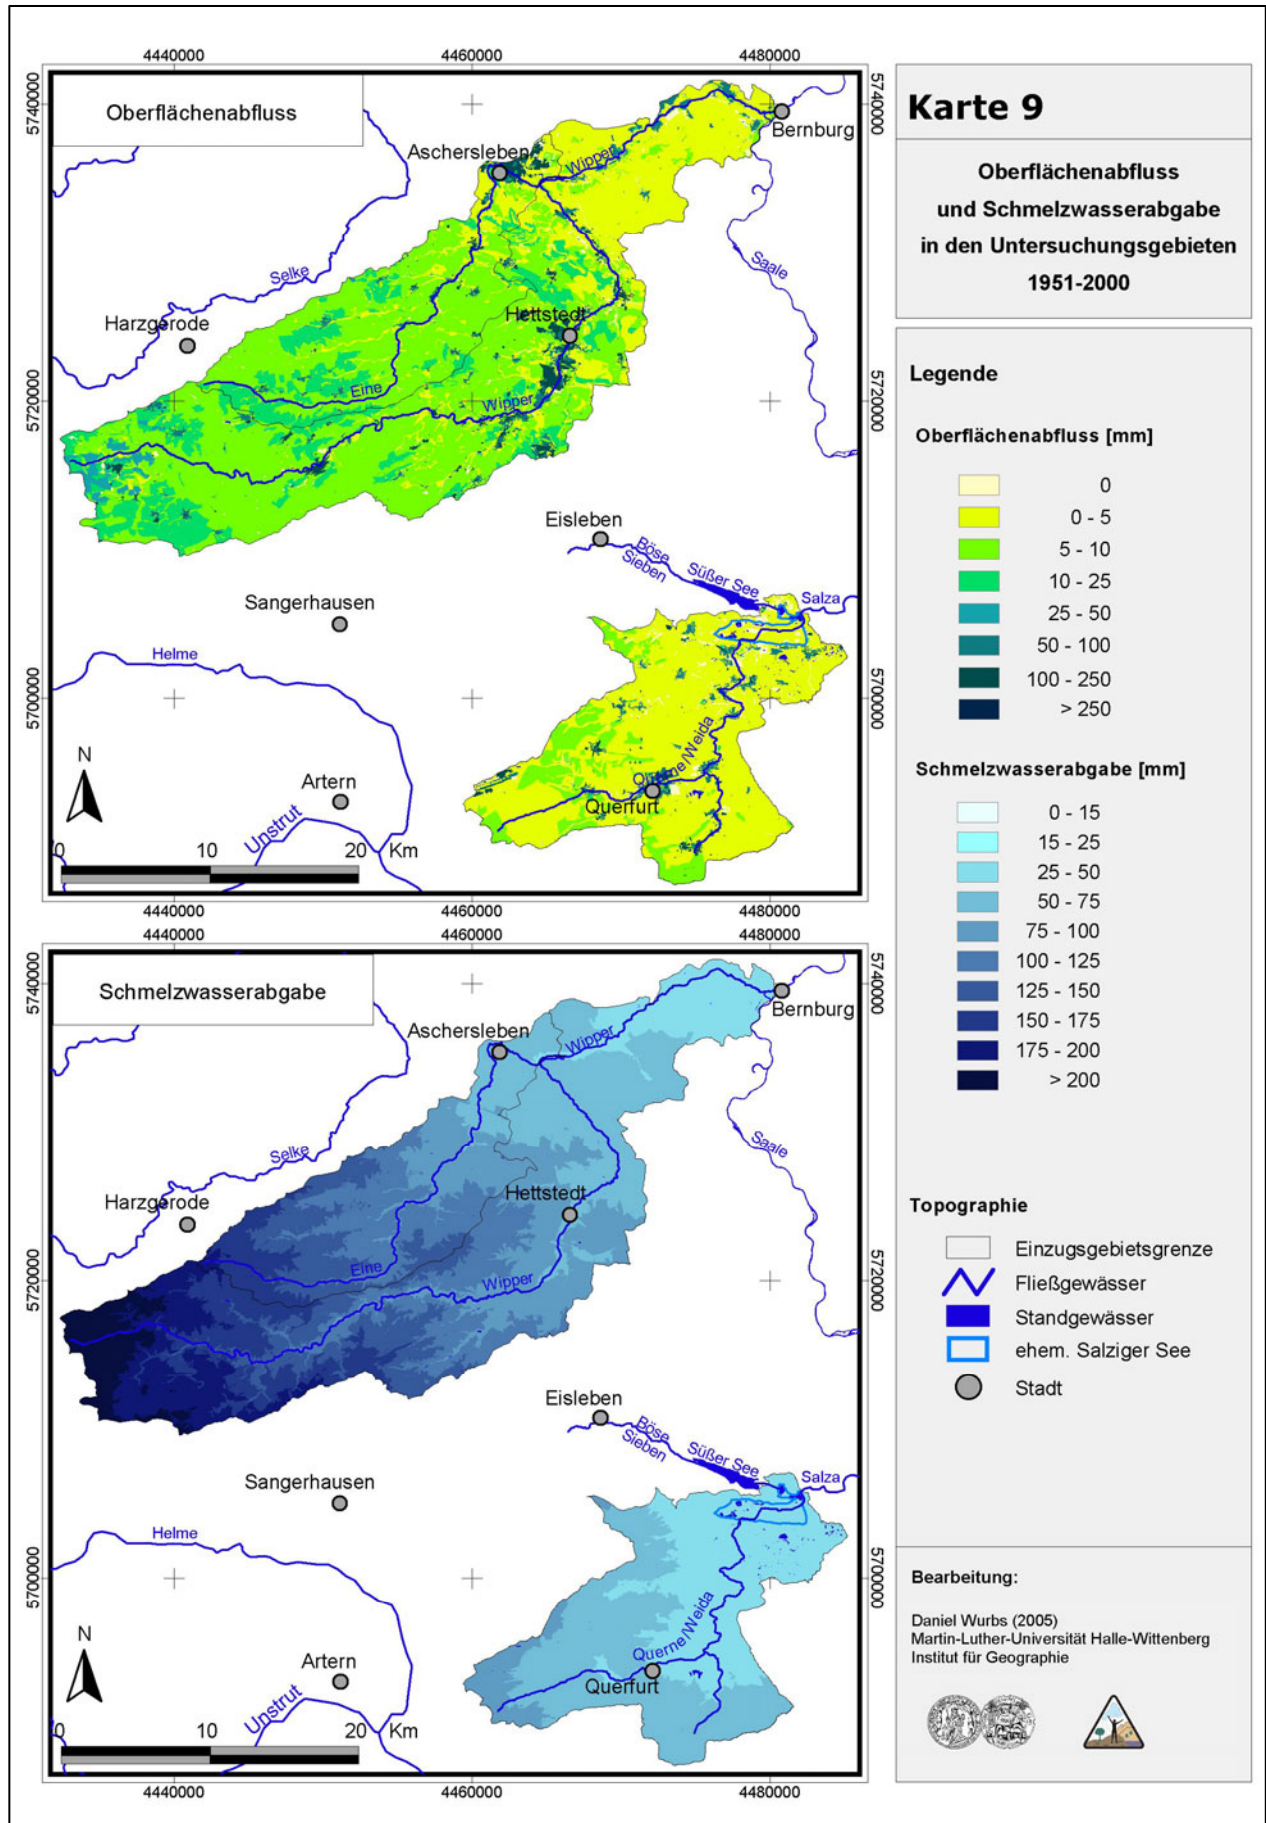 4440000
4460000
4480000
5740000
5740000
Oberflächenabfluss
Bernburg
Aschersleben
Wipper
Selke
Saale
Harzgerode
Hettstedt
5720000
5720000
Eine
Wipper
Eisleben
Böse
Sieben
Süßer See
Salza
Sangerhausen
Helme
5700000
5700000
Querne/Weida
N
Artern
Querfurt
Unstrut
0
10
20
Km
4440000
4460000
4480000
4440000
4460000
4480000
5740000
5740000
Schmelzwasserabgabe
Bernburg
Aschersleben
Wipper
Selke
Saale
Harzgerode
Hettstedt
5720000
5720000
Eine
Wipper
Eisleben
Böse
Sieben
Süßer See
Salza
Sangerhausen
Helme
5700000
5700000
Querne/Weida
N
Artern
Querfurt
Unstrut
0
10
20
Km
4440000
4460000
4480000
Karte 9
Oberflächenabfluss
und Schmelzwasserabgabe
in den Untersuchungsgebieten
1951-2000
Legende
Oberflächenabfluss [mm]
0
0 - 5
5 - 10
10 - 25
25 - 50
50 - 100
100 - 250
> 250
Schmelzwasserabgabe [mm]
0 - 15
15 - 25
25 - 50
50 - 75
75 - 100
100 - 125
125 - 150
150 - 175
175 - 200
> 200
Topographie
Einzugsgebietsgrenze
Fließgewässer
Standgewässer
ehem. Salziger See
Stadt
Bearbeitung:
Daniel Wurbs (2005)
Martin-Luther-Universität Halle-Wittenberg
Institut für Geographie